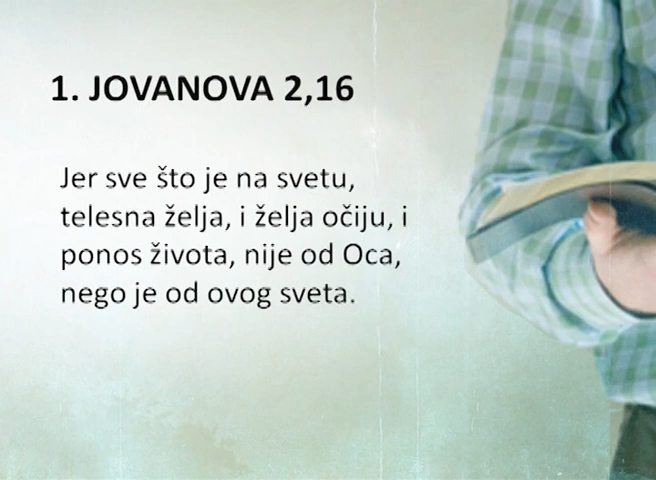 1. JOVANOVA 2,16
Jer sve što je na svetu,
telesna želja, i želja očiju, i
ponos života, nije od Oca,
nego je od ovog sveta.